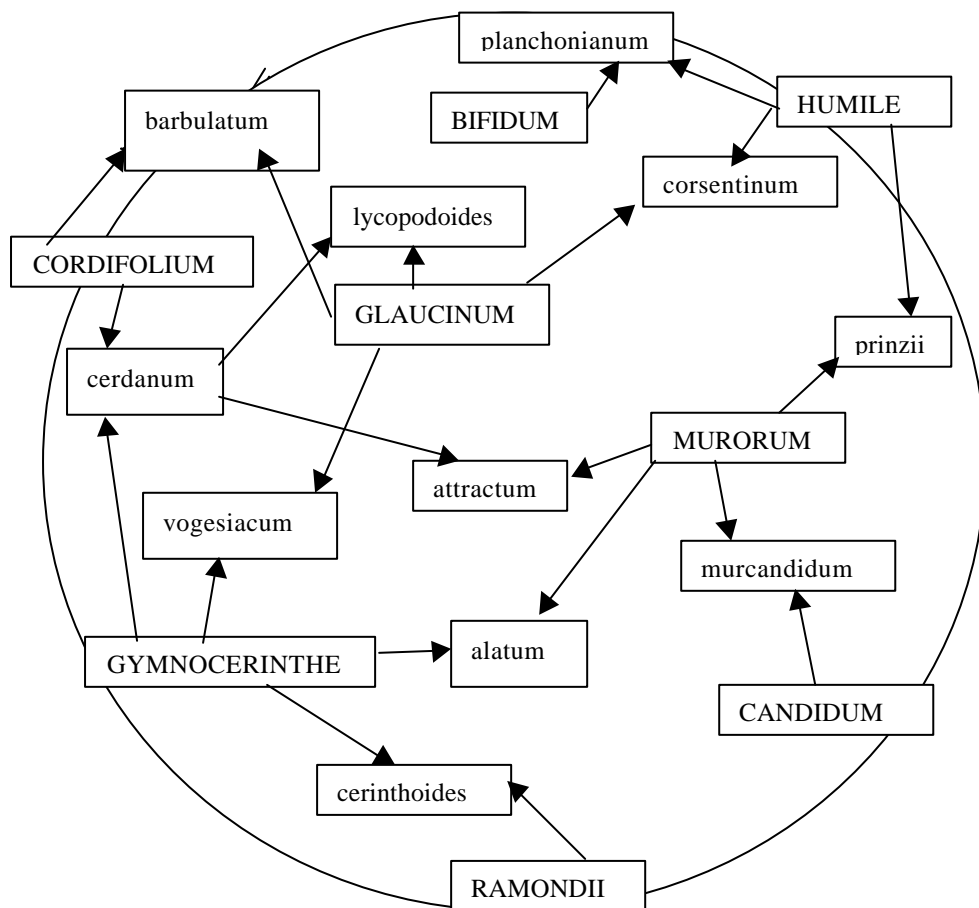 planchonianum
BIFIDUM
HUMILE
barbulatum
corsentinum
lycopodoides
CORDIFOLIUM
GLAUCINUM
prinzii
cerdanum
MURORUM
attractum
vogesiacum
murcandidum
GYMNOCERINTHE
alatum
CANDIDUM
cerinthoides
RAMONDII